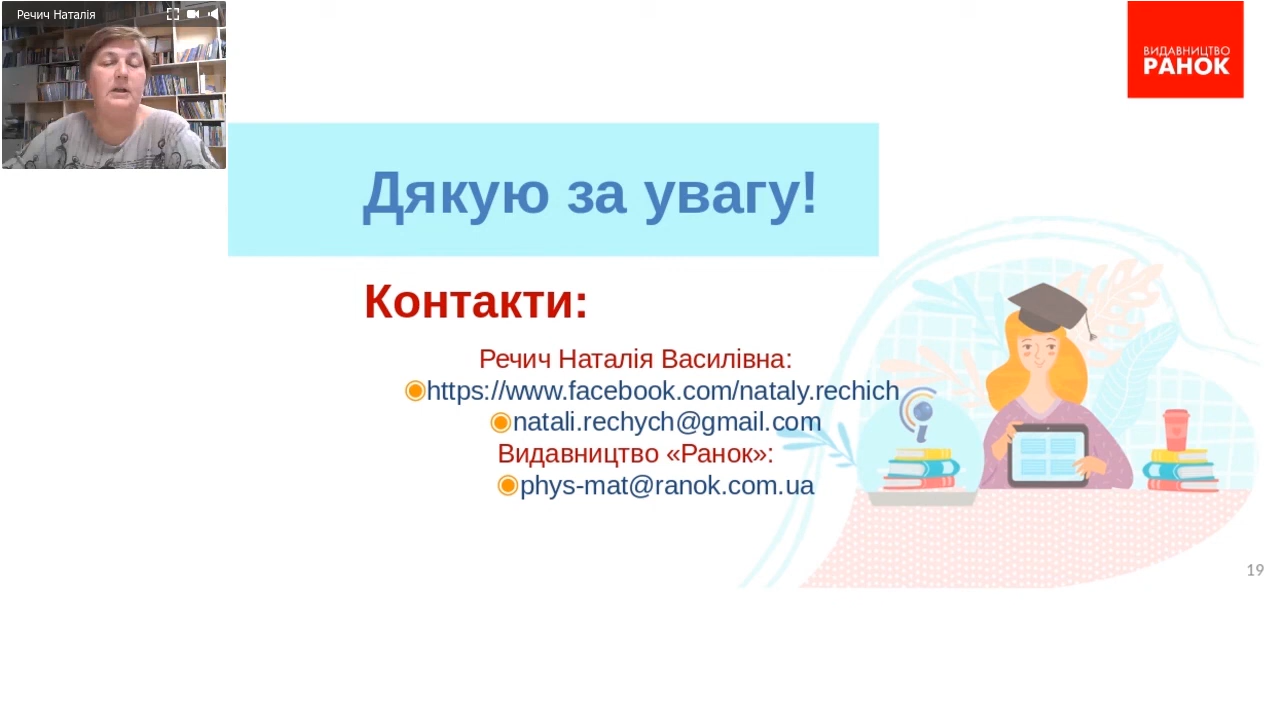 Речич Наталія
ВИДАВНИЦТВО
РАНОК
Дякую за увагу!
Контакти:
Речич Наталія Василівна:
https://www.facebook.com/nataly.rechich
natali.rechych@gmail.com
Видавництво «Ранок»:
phys-mat@ranok.com.ua
19